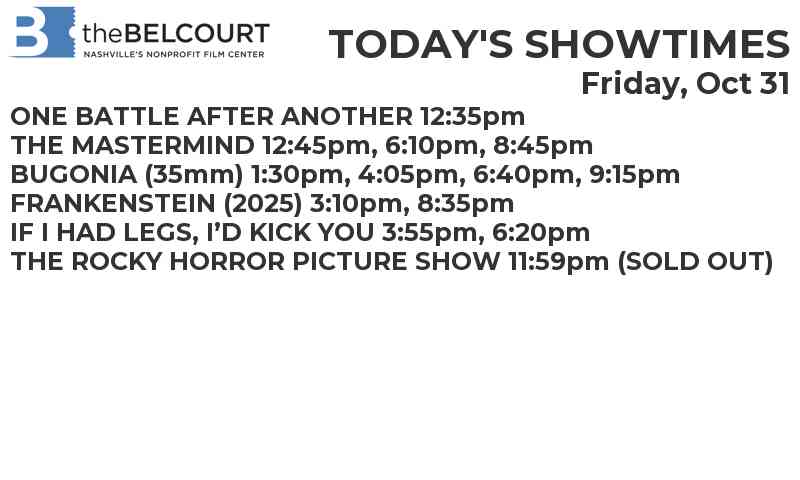 B theBELCOURT
NASHVILLE'S NONPROFIT FILM CENTER
TODAY'S SHOWTIMES
Friday, Oct 31
ONE BATTLE AFTER ANOTHER 12:35pm
THE MASTERMIND 12:45pm, 6:10pm, 8:45pm
BUGONIA (35mm) 1:30pm, 4:05pm, 6:40pm, 9:15pm
FRANKENSTEIN (2025) 3:10pm, 8:35pm
IF I HAD LEGS, I’D KICK YOU 3:55pm, 6:20pm
THE ROCKY HORROR PICTURE SHOW 11:59pm (SOLD OUT)